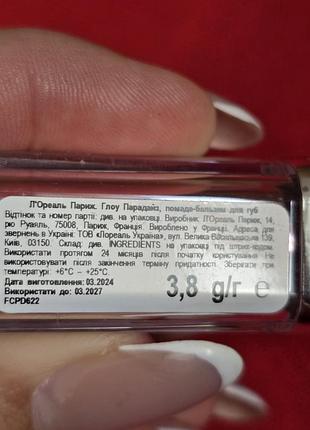 Л'Ореаль Париж. Глоу Парадайз, помада-бальзам для губ
Відтінок та номер партії: див. на упаковці. Виробник: Л'Ореаль Париж, 14,
рю Руаяль, 75008, Париж, Франція. Вироблено у Франції. Адреса для
звернень в Україні: ТОВ «Лореаль Україна», вул. Велика Васильківська 139,
Київ, 03150. Склад: див. INGREDIENTS на упаковці під штрих-кодом.
Використати протягом 24 місяців після початку користування. Не
використовувати після закінчення терміну придатності. Зберігати при
температурі: +6°C – +25°C.
Дата виготовлення: 03.2024
Використати до: 03.2027
FCPD622
3,8 g/г ℮